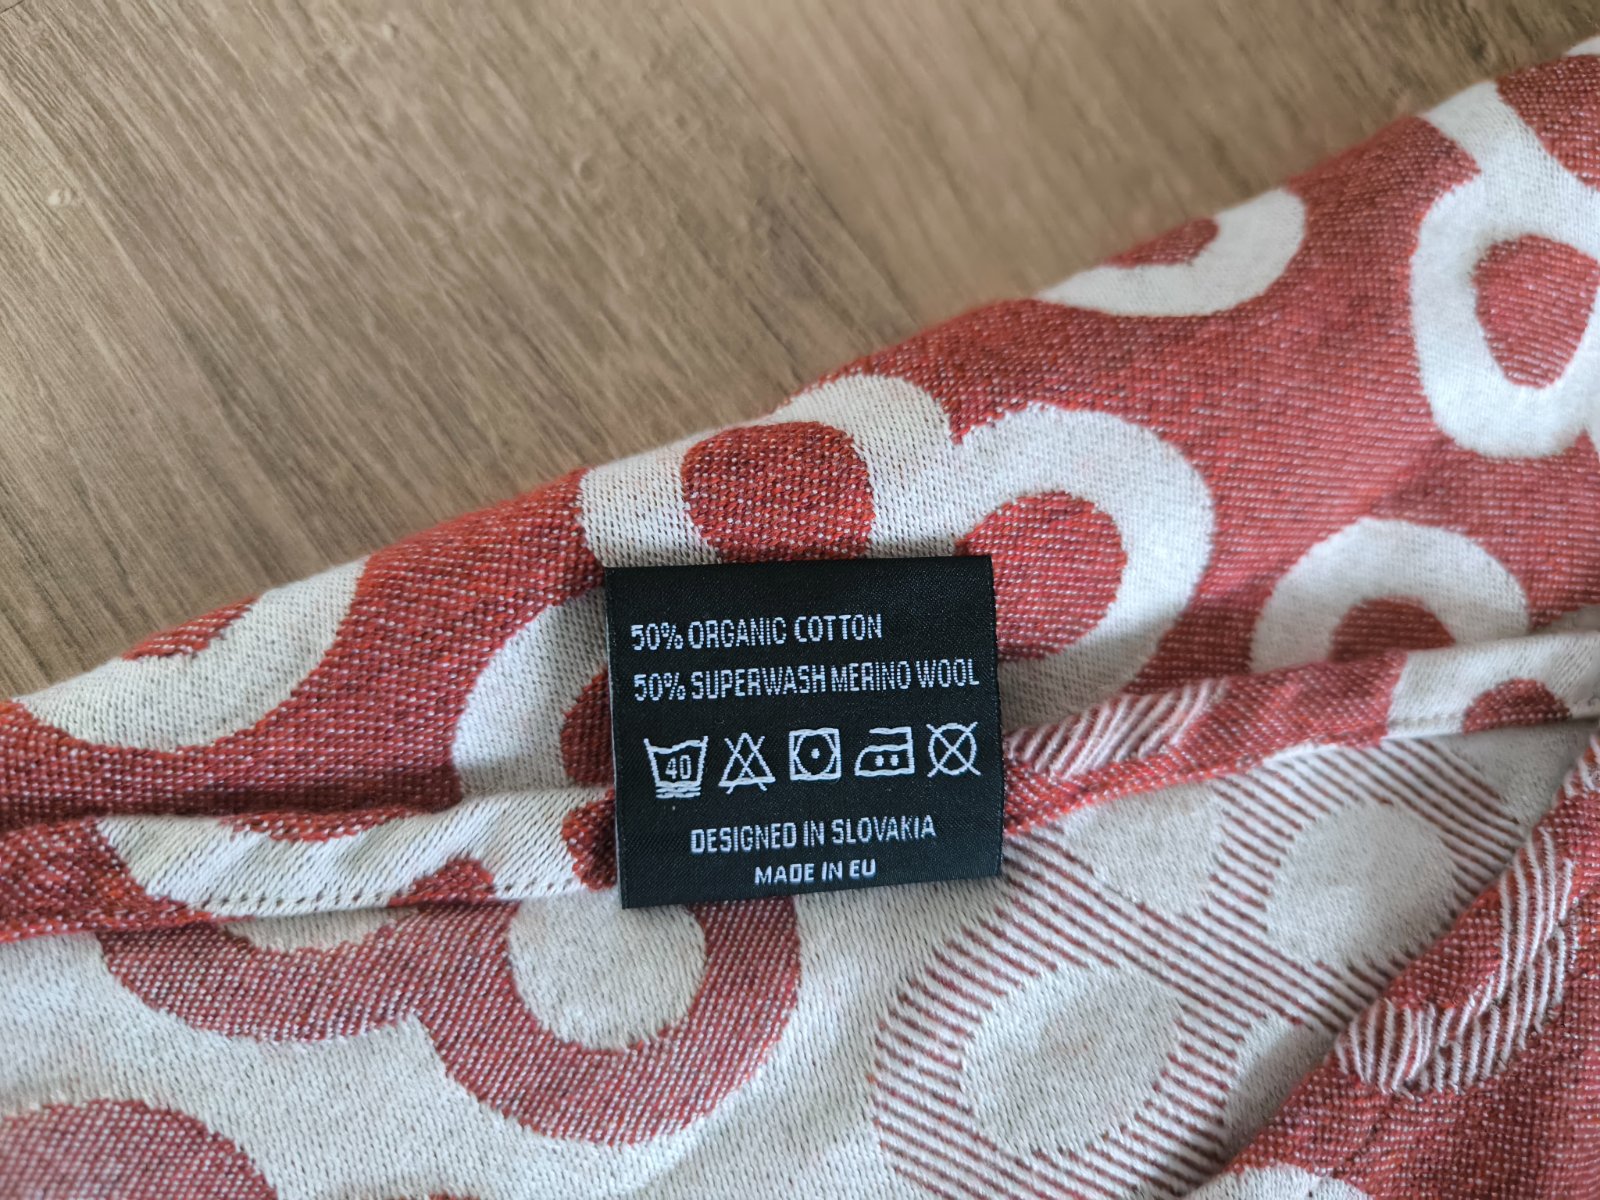 50% ORGANIC COTTON
50% SUPERWASH MERINO WOOL
40
DESIGNED IN SLOVAKIA
MADE IN EU